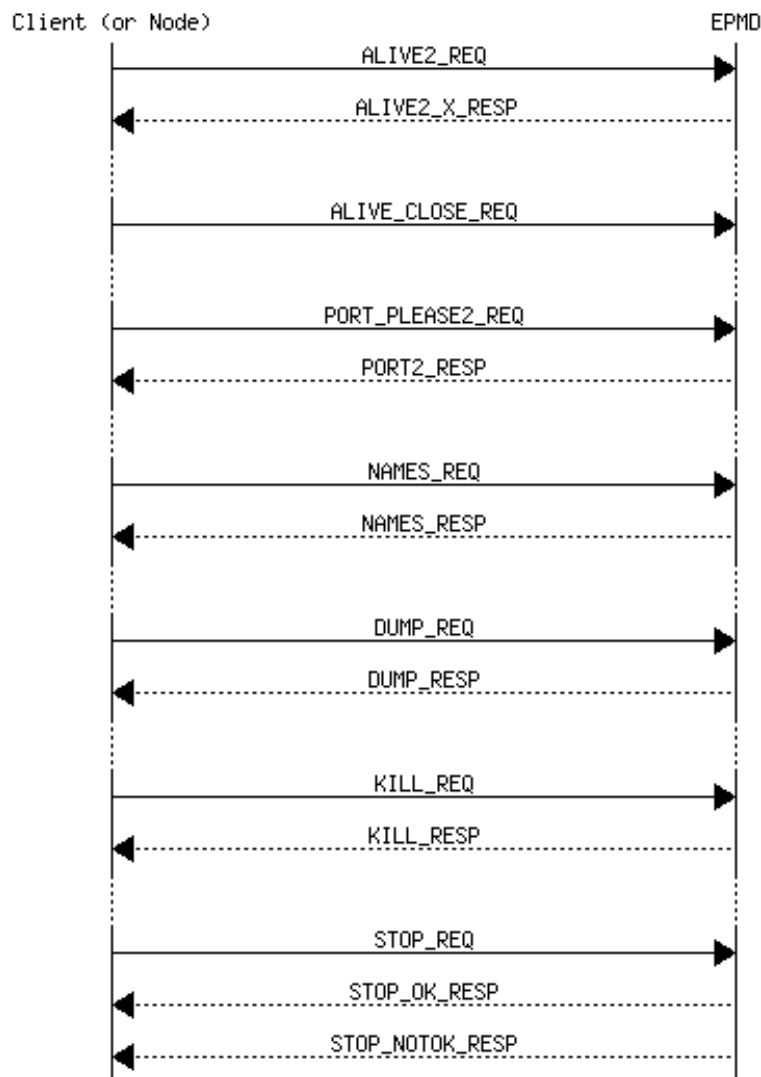 Client (or Node) EPMD
ALIVE2_REQ
ALIVE2_X_RESP
ALIVE_CLOSE_REQ
PORT_PLEASE2_REQ
PORT2_RESP
NAMES_REQ
NAMES_RESP
DUMP_REQ
DUMP_RESP
KILL_REQ
KILL_RESP
STOP_REQ
STOP_OK_RESP
STOP_NOTOK_RESP